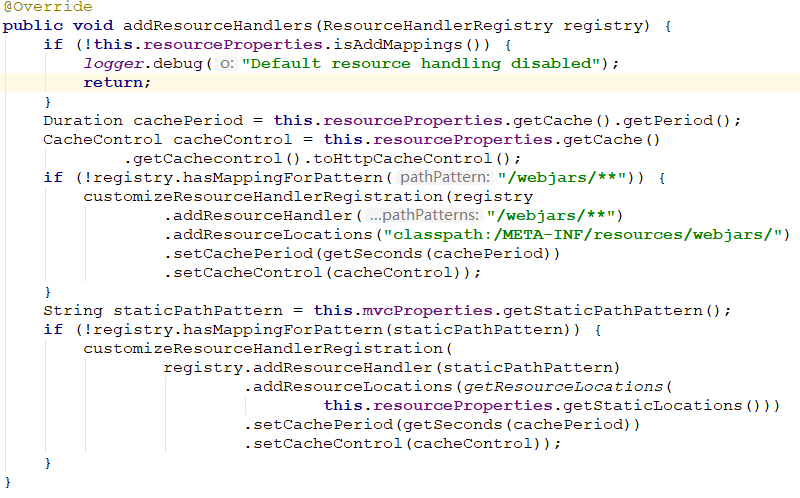 @Override
public void addResourceHandlers(ResourceHandlerRegistry registry) {
    if (!this.resourceProperties.isAddMappings()) {
        logger.debug( o: "Default resource handling disabled");
        return;
    }
    Duration cachePeriod = this.resourceProperties.getCache().getPeriod();
    CacheControl cacheControl = this.resourceProperties.getCache()
            .getCachecontrol().toHttpCacheControl();
    if (!registry.hasMappingForPattern( pathPattern: "/webjars/**")) {
        customizeResourceHandlerRegistration(registry
                .addResourceHandler( ...pathPatterns: "/webjars/**")
                .addResourceLocations("classpath:/META-INF/resources/webjars/")
                .setCachePeriod(getSeconds(cachePeriod))
                .setCacheControl(cacheControl));
    }
    String staticPathPattern = this.mvcProperties.getStaticPathPattern();
    if (!registry.hasMappingForPattern(staticPathPattern)) {
        customizeResourceHandlerRegistration(
                registry.addResourceHandler(staticPathPattern)
                        .addResourceLocations(getResourceLocations(
                                this.resourceProperties.getStaticLocations()))
                        .setCachePeriod(getSeconds(cachePeriod))
                        .setCacheControl(cacheControl));
    }
}